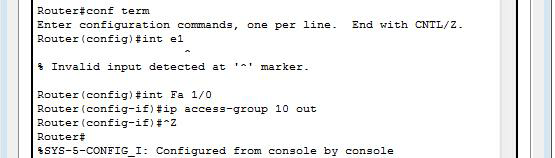 Router#conf term
Enter configuration commands, one per line.  End with CNTL/Z.
Router(config)#int e1
^
% Invalid input detected at '^' marker.
Router(config)#int Fa 1/0
Router(config-if)#ip access-group 10 out
Router(config-if)#^Z
Router#
%SYS-5-CONFIG_I: Configured from console by console